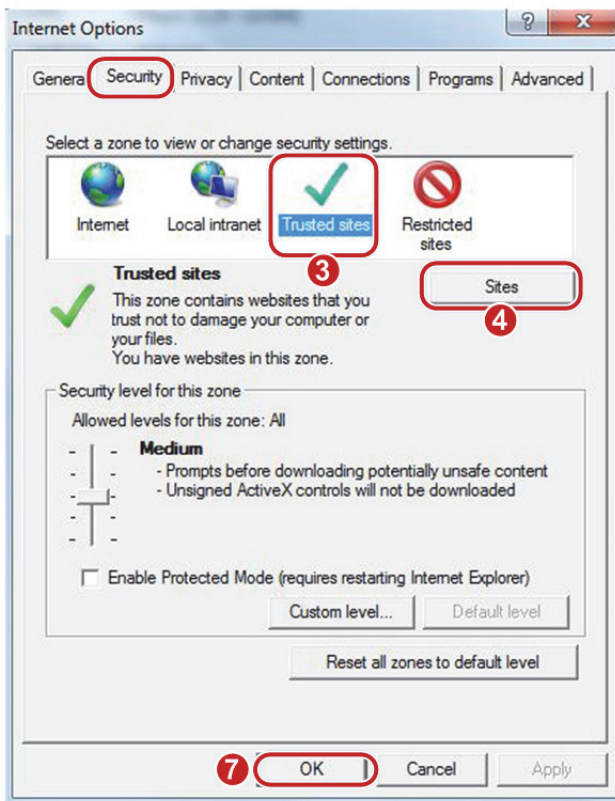 Internet Options
General Security Privacy Content Connections Programs Advanced
Select a zone to view or change security settings.
Internet Local intranet Trusted sites Restricted
sites
3
Trusted sites
Sites
4
This zone contains websites that you
trust not to damage your computer or
your files.
You have websites in this zone.
Security level for this zone
Allowed levels for this zone: All
Medium
- Prompts before downloading potentially unsafe content
- Unsigned ActiveX controls will not be downloaded
Enable Protected Mode (requires restarting Internet Explorer)
Custom level... Default level
Reset all zones to default level
7 OK Cancel Apply